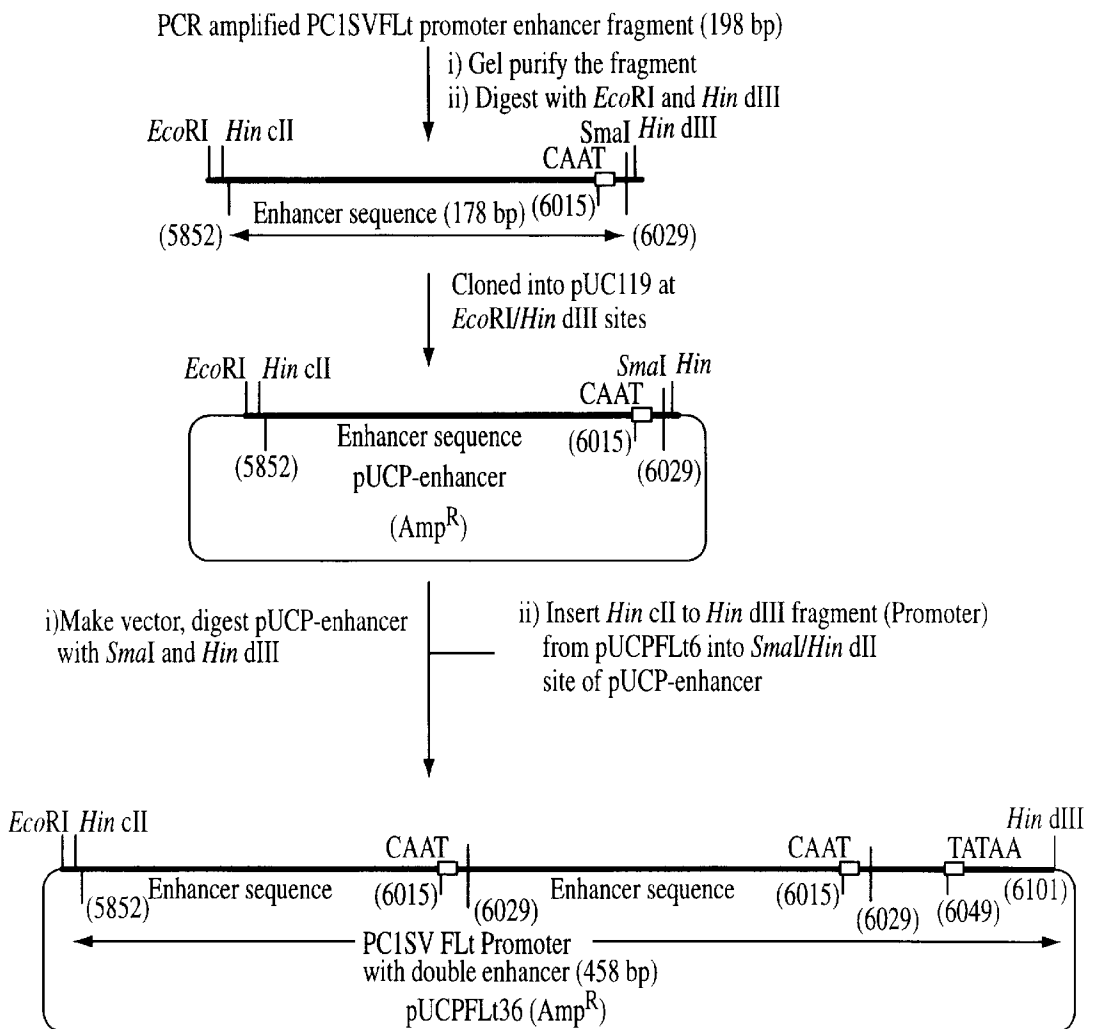 PCR amplified PC1SVFLt promoter enhancer fragment (198 bp)
i) Gel purify the fragment
ii) Digest with EcoRI and Hin dIII
EcoRI Hin cII
SmaI Hin dIII
CAAT
Enhancer sequence (178 bp) (6015)
(5852) (6029)
Cloned into pUC119 at
EcoRI/Hin dIII sites
EcoRI Hin cII
SmaI Hin
CAAT
Enhancer sequence (6015)
(5852) (6029)
pUCP-enhancer
(AmpR)
i)Make vector, digest pUCP-enhancer
with SmaI and Hin dIII
ii) Insert Hin cII to Hin dIII fragment (Promoter)
from pUCPFLt6 into SmaI/Hin dII
site of pUCP-enhancer
EcoRI Hin cII Hin dIII
CAAT CAAT TATAA
Enhancer sequence (6015) Enhancer sequence (6015) (6101)
(5852) (6029) (6029) (6049)
PC1SV FLt Promoter
with double enhancer (458 bp)
pUCPFLt36 (AmpR)